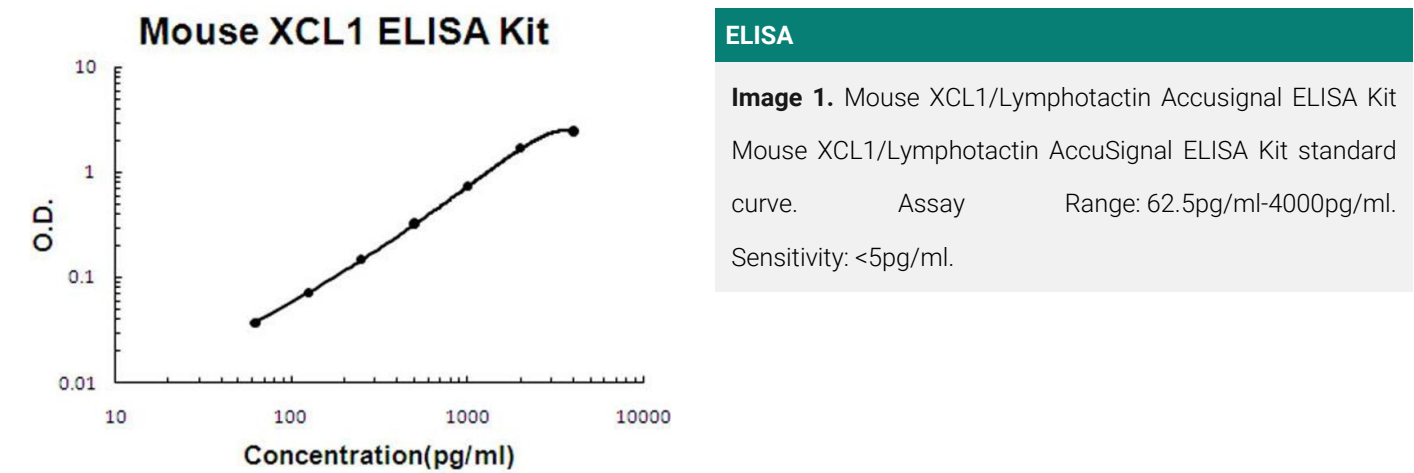 Mouse XCL1 ELISA Kit
10
1
0.1
0.01
O.D.
10 100 1000 10000
Concentration(pg/ml)
ELISA
Image 1. Mouse XCL1/Lymphotactin Accusignal ELISA Kit
Mouse XCL1/Lymphotactin AccuSignal ELISA Kit standard
curve. Assay Range: 62.5pg/ml-4000pg/ml.
Sensitivity: <5pg/ml.